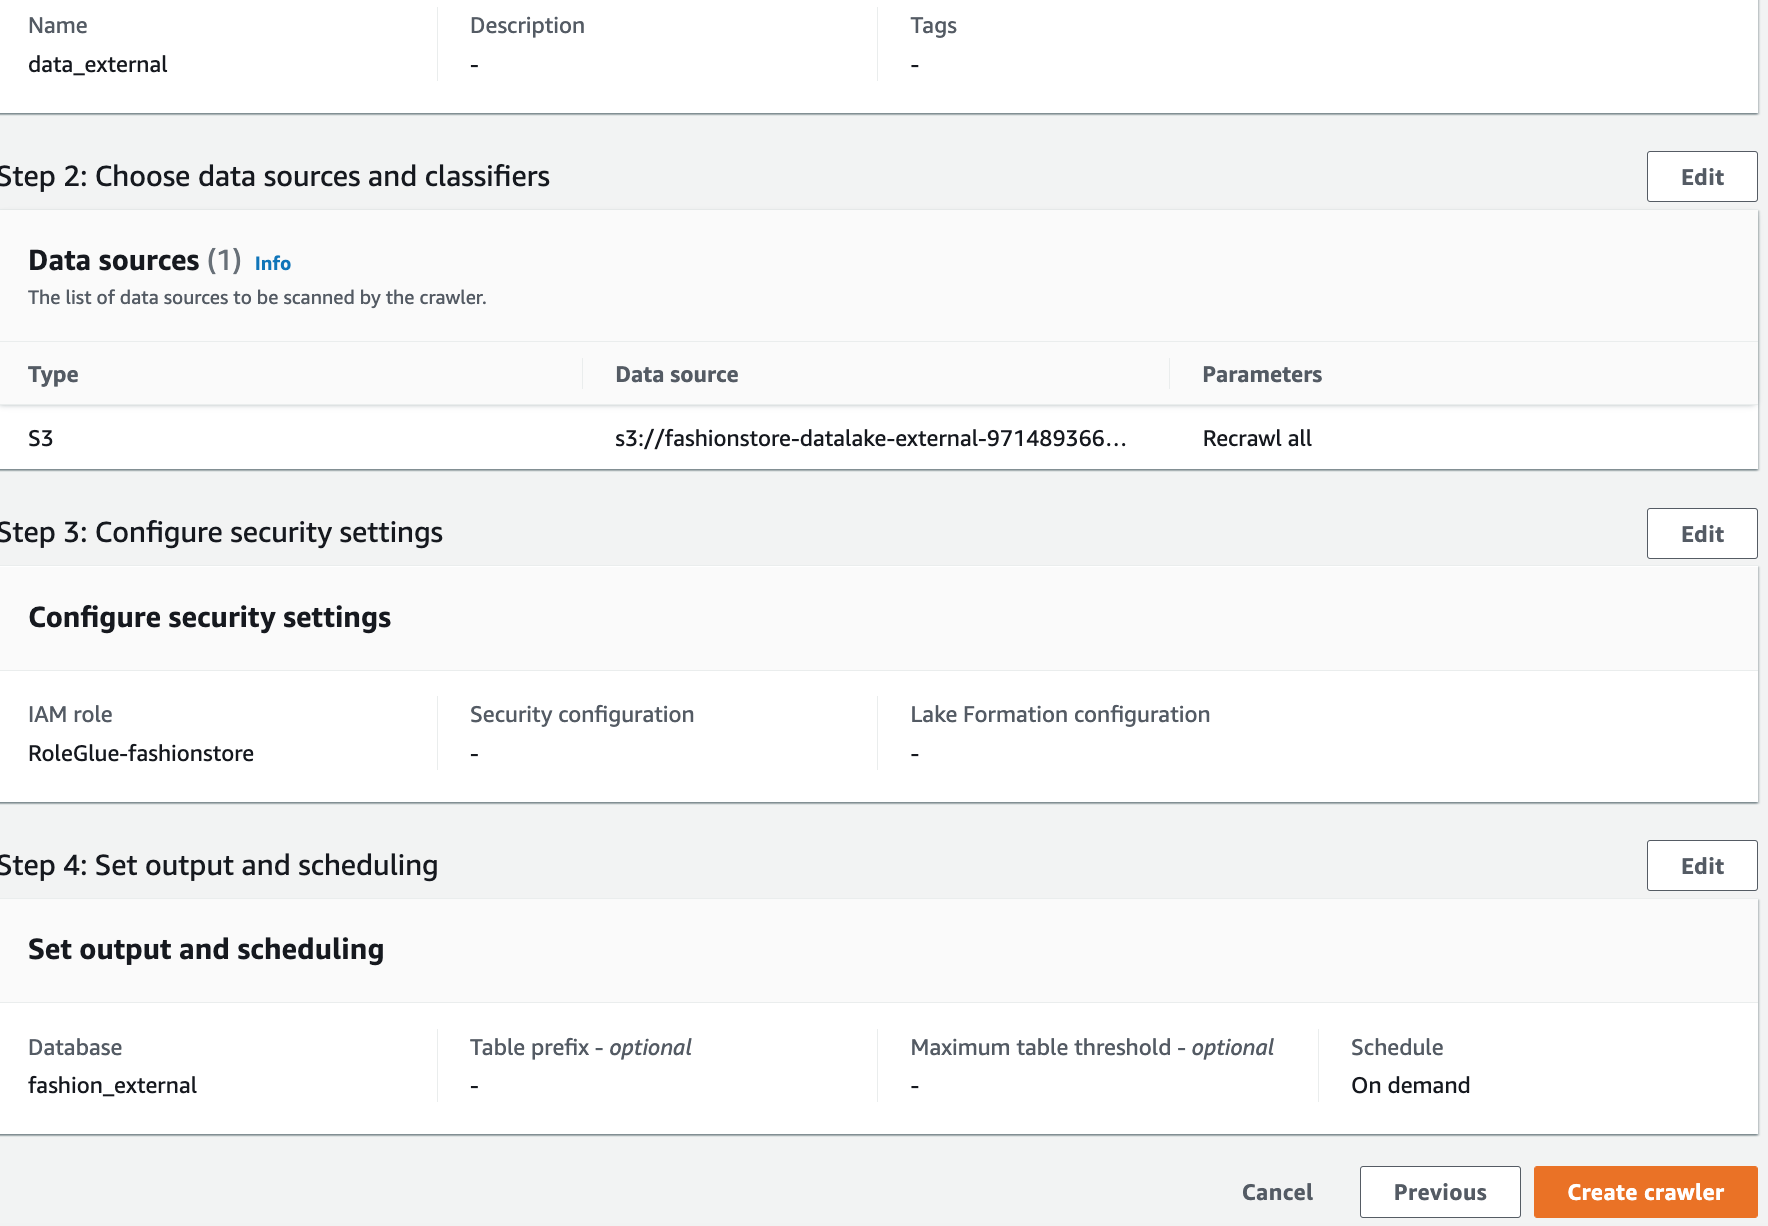 Name
Description
Tags
data_external
-
-
Step 2: Choose data sources and classifiers
Edit
Data sources (1) Info
The list of data sources to be scanned by the crawler.
Type
Data source
Parameters
S3
s3://fashionstore-datalake-external-971489366...
Recrawl all
Step 3: Configure security settings
Edit
Configure security settings
IAM role
Security configuration
Lake Formation configuration
RoleGlue-fashionstore
-
-
Step 4: Set output and scheduling
Edit
Set output and scheduling
Database
Table prefix - optional
Maximum table threshold - optional
Schedule
fashion_external
-
-
On demand
Cancel
Previous
Create crawler